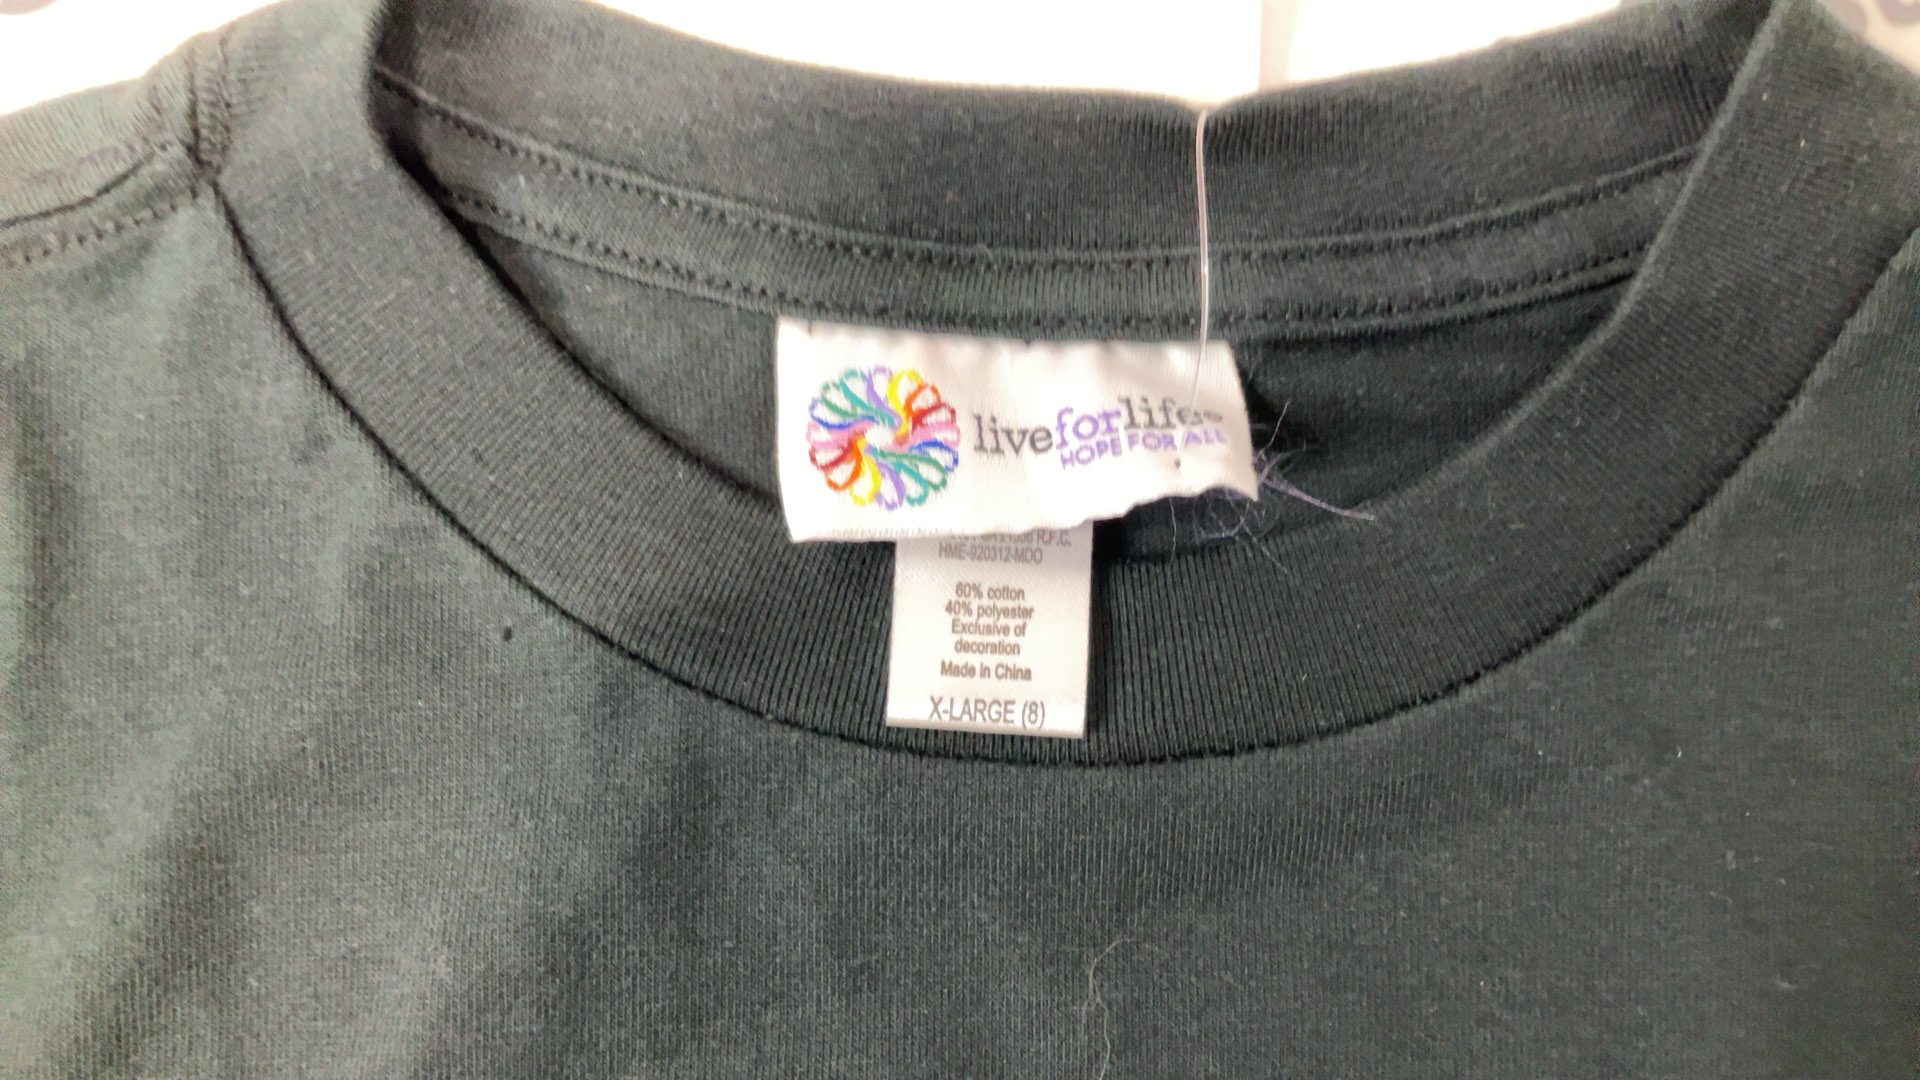 liveforlife
HOPE FOR ALL
R.F.C.
HME-920312-MDO
60% cotton
40% polyester
Exclusive of
decoration
Made in China
X-LARGE (8)